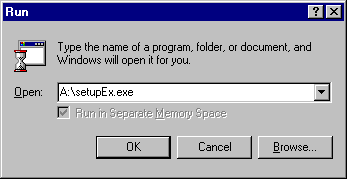 Run
Type the name of a program, folder, or document, and
Windows will open it for you.
Open: A:\setupEx.exe
Run in Separate Memory Space
OK Cancel Browse...